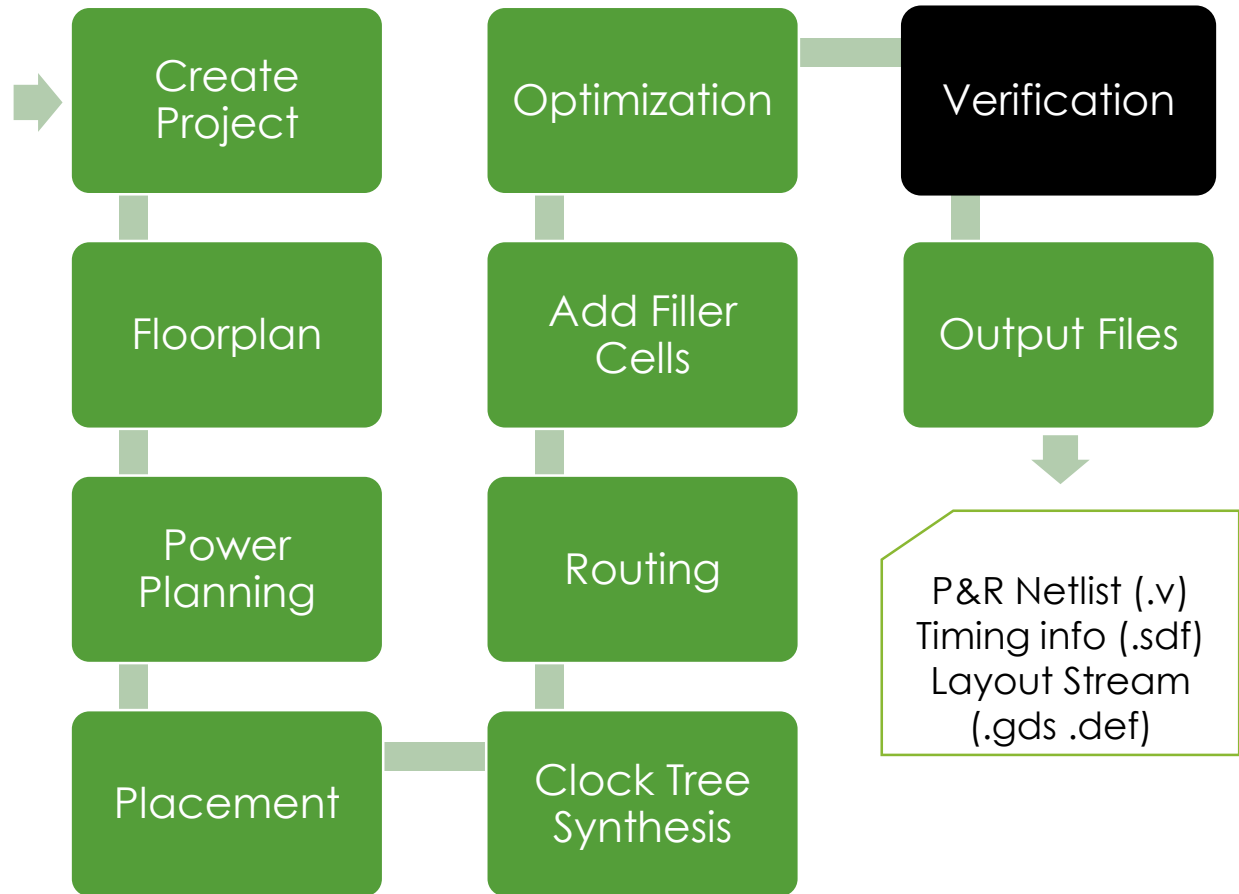 Create
Project
Floorplan
Power
Planning
Placement
Clock Tree
Synthesis
Routing
Add Filler
Cells
Optimization
Verification
Output Files
P&R Netlist (.v)
Timing info (.sdf)
Layout Stream
(.gds .def)